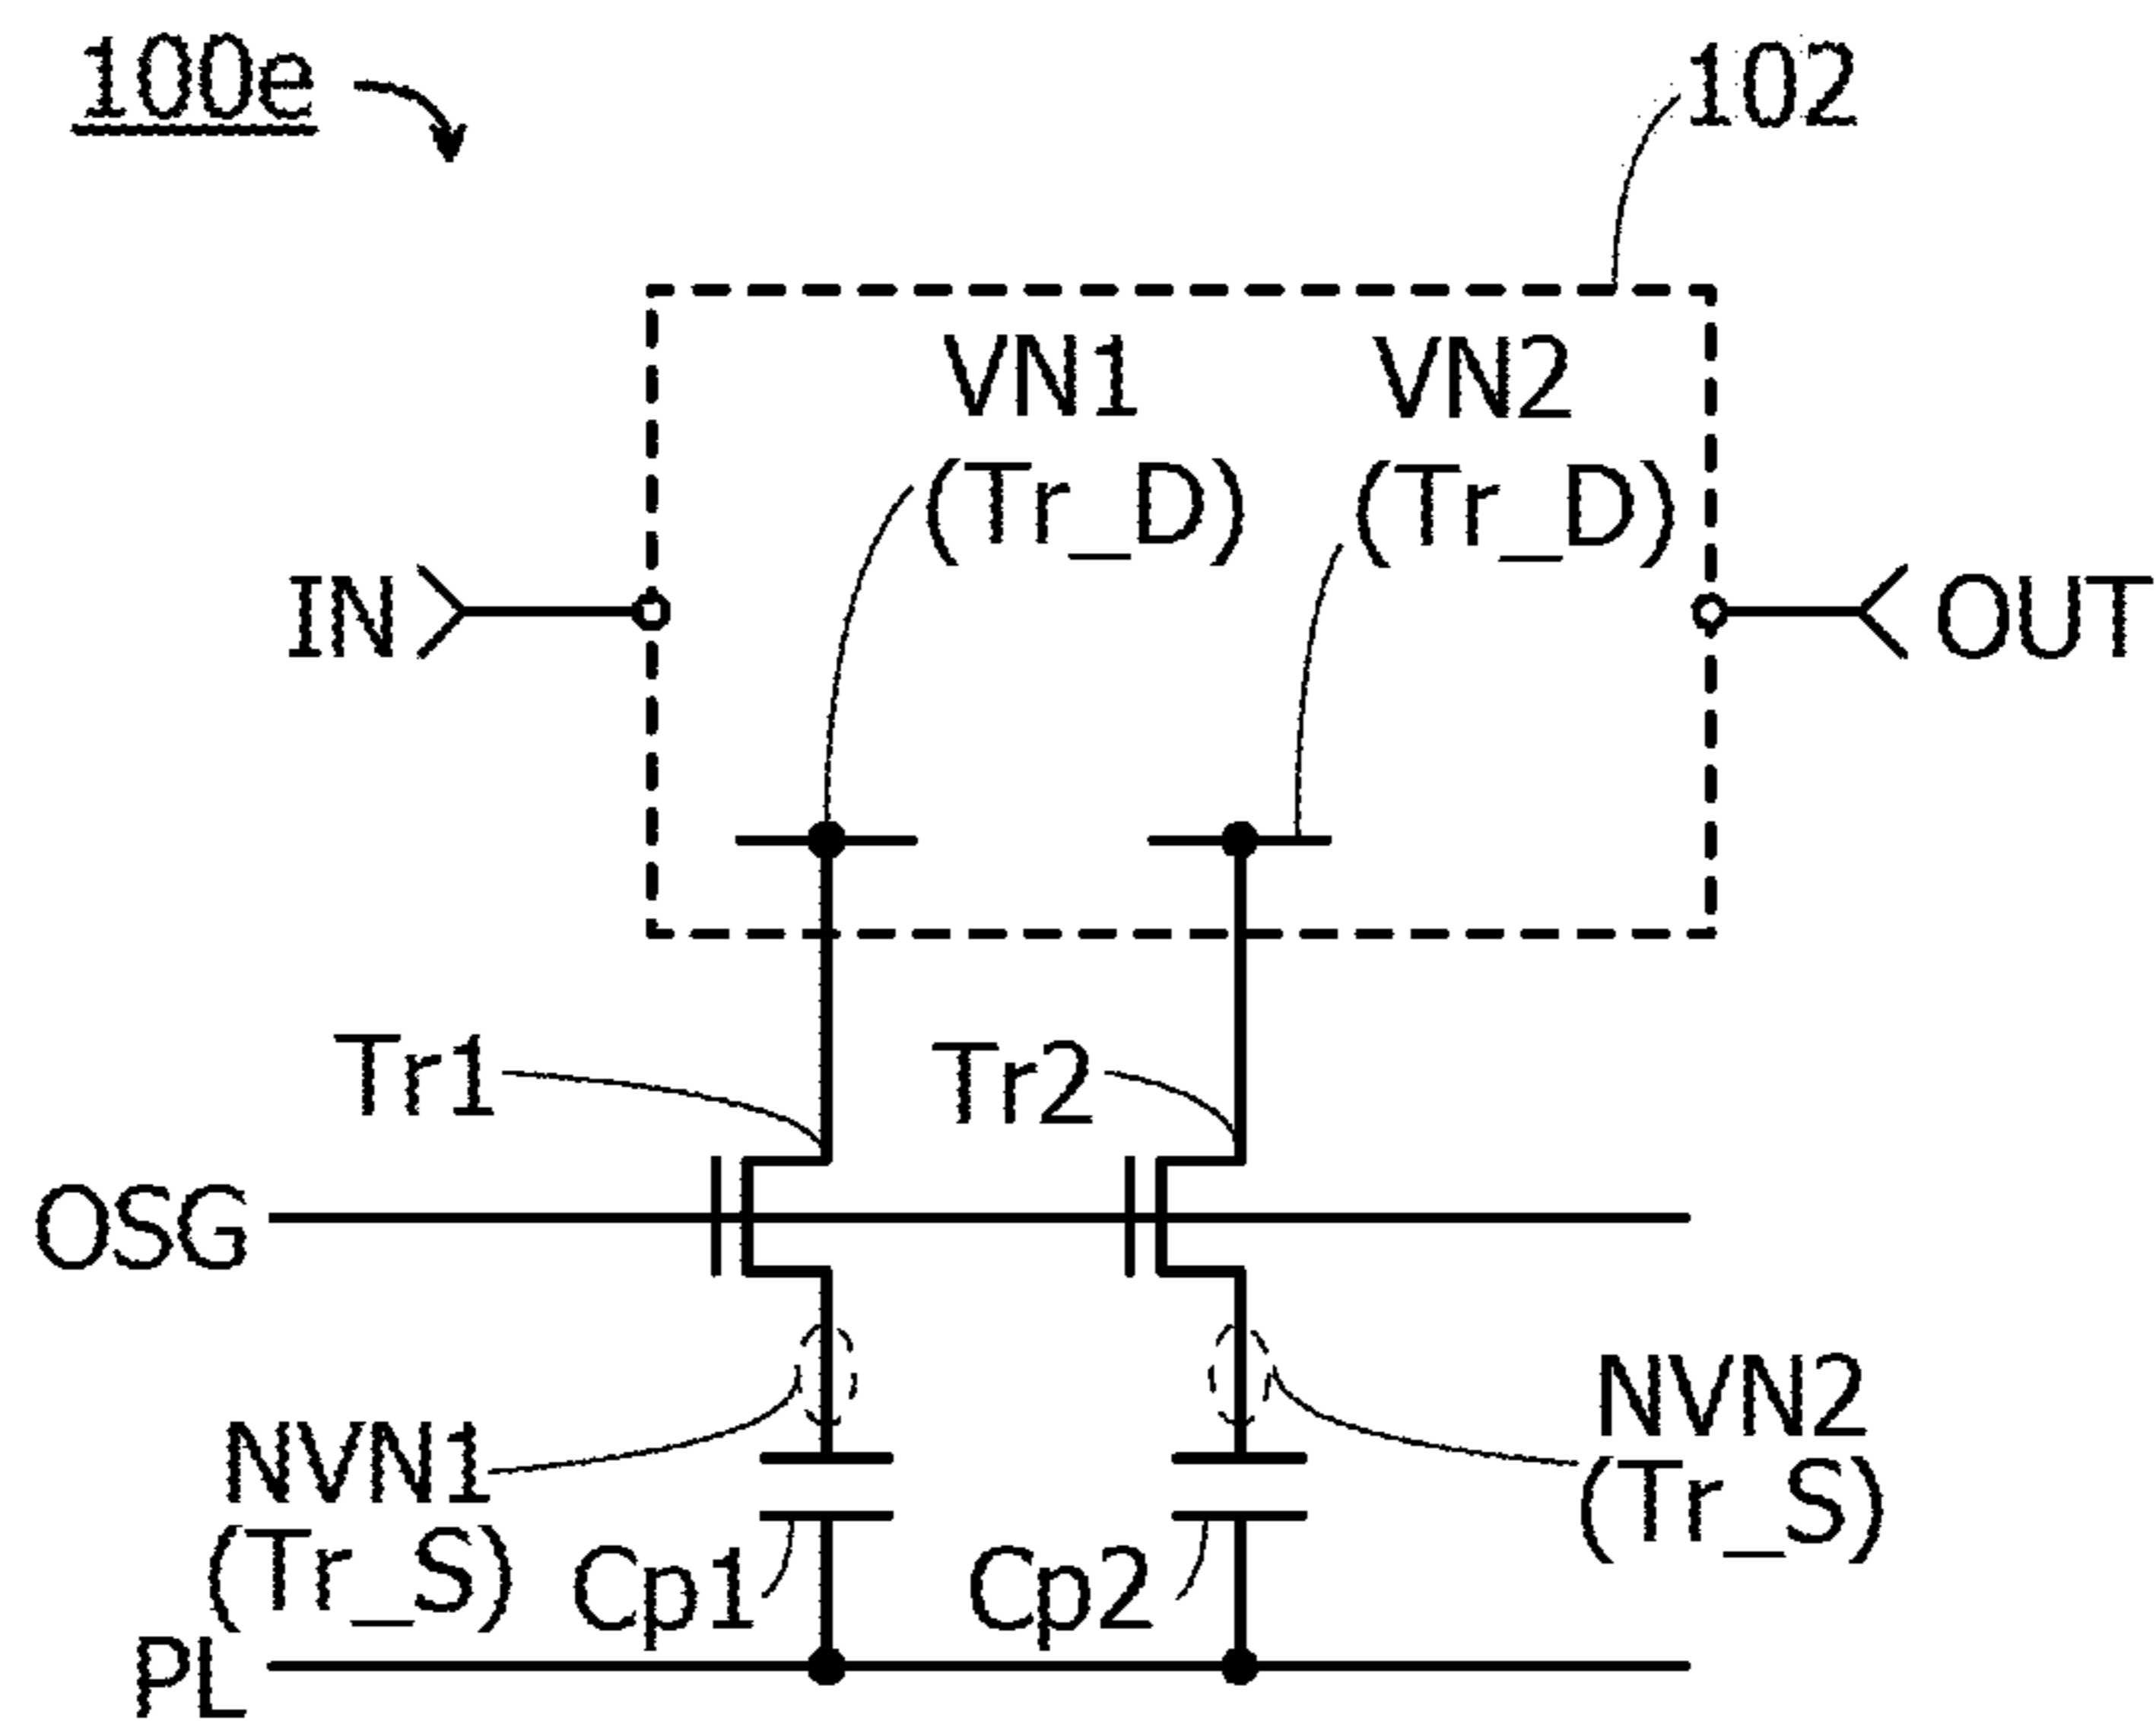 100e
102
VN1
(Tr_D)
VN2
(Tr_D)
IN
OUT
Tr1
Tr2
OSG
NVN1
(Tr_S)
NVN2
(Tr_S)
Cp1
Cp2
PL